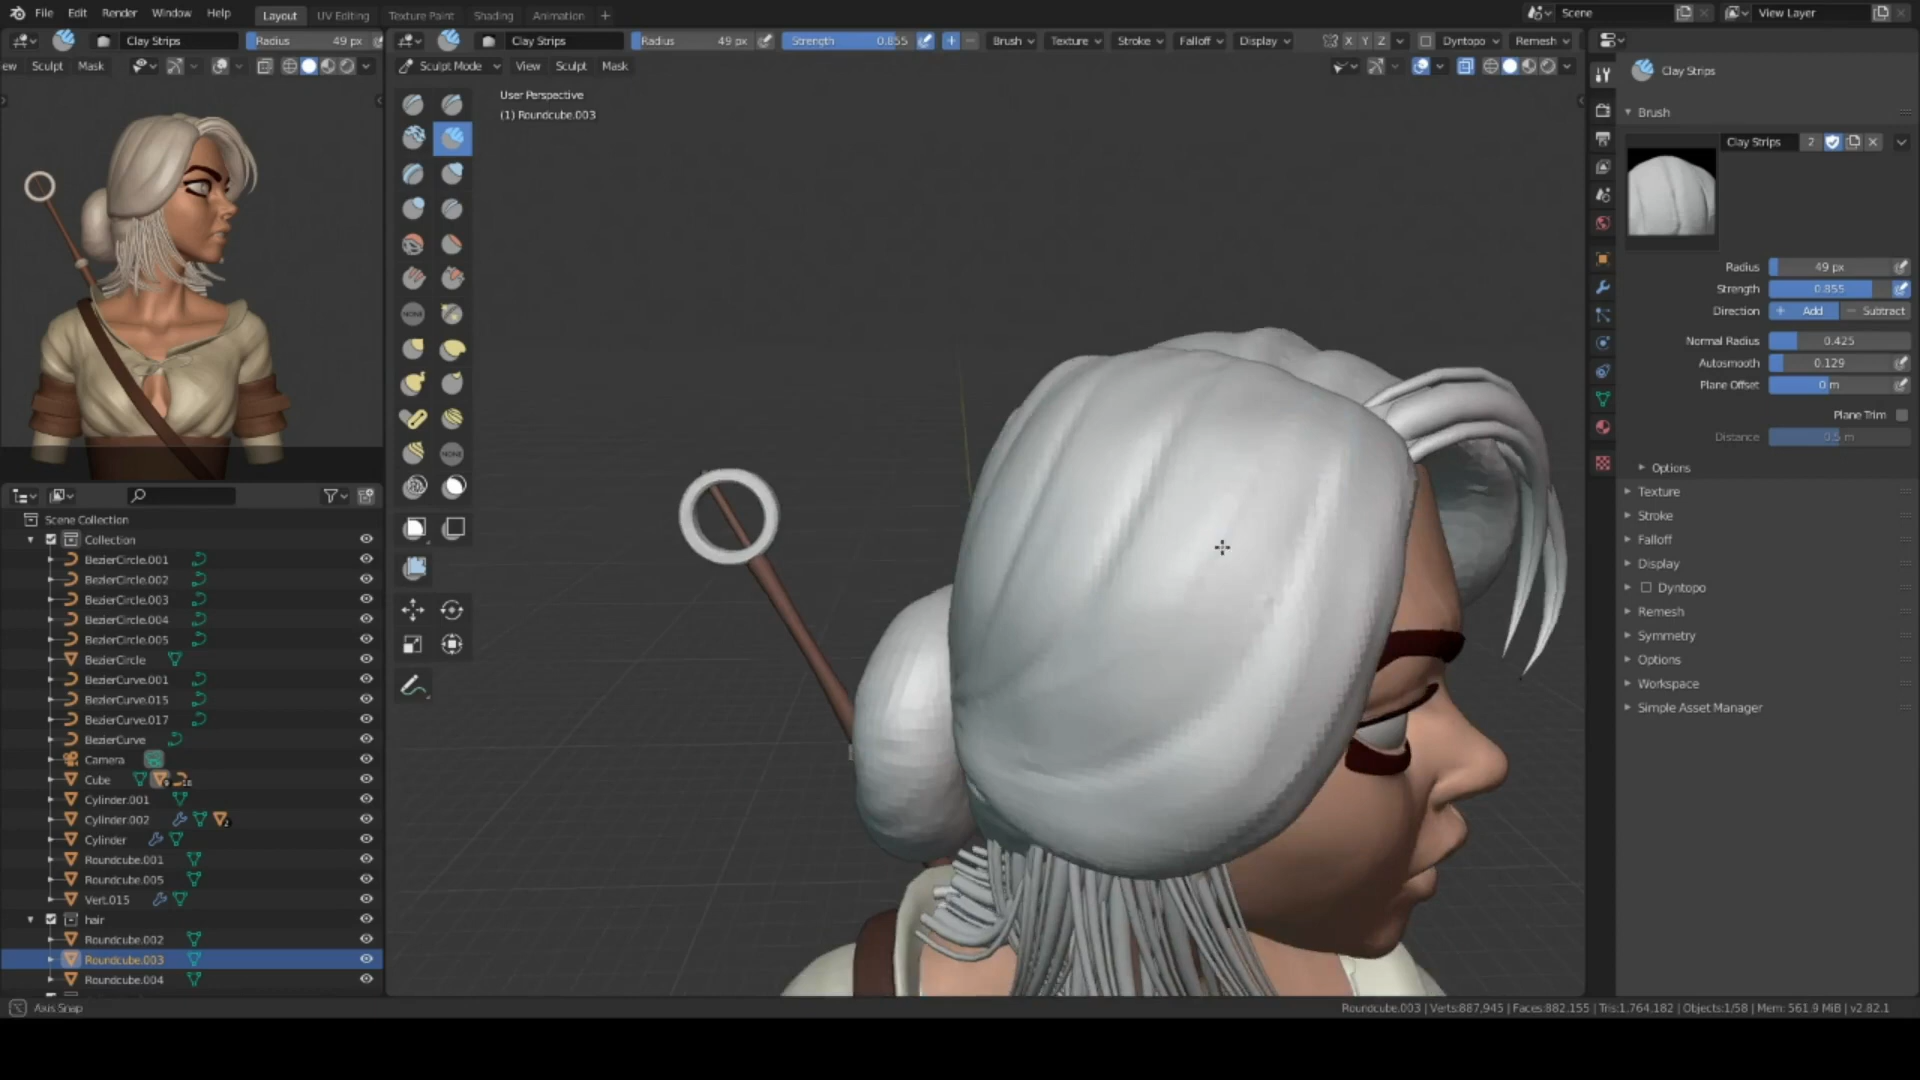 File Edit Render Window Help Layout UV Editing Texture Paint Shading Animation + Scene View Layer
Clay Strips Radius 49 px Clay Strips Radius 49 px Strength 0.855 Brush Texture Stroke Falloff Display X Y Z Dyntopo Remesh
ew Sculpt Mask Sculpt Mode View Sculpt Mask
Clay Strips
User Perspective
(1) Roundcube.003
Brush
Clay Strips 2
Radius 49 px
Strength 0.855
Direction + Add - Subtract
Normal Radius 0.425
Autosmooth 0.129
Plane Offset 0 m
Plane Trim
Distance 0.5 m
Options
Texture
Stroke
Falloff
Display
Dyntopo
Remesh
Symmetry
Options
Workspace
Simple Asset Manager
NONE
NONE
Scene Collection
Collection
BezierCircle.001
BezierCircle.002
BezierCircle.003
BezierCircle.004
BezierCircle.005
BezierCircle
BezierCurve.001
BezierCurve.015
BezierCurve.017
BezierCurve
Camera
Cube
Cylinder.001
Cylinder.002 2
Cylinder
Roundcube.001
Roundcube.005
Vert.015
hair
Roundcube.002
Roundcube.003
Roundcube.004
Axis Snap
Roundcube.003 | Verts:887,945 | Faces:882,155 | Tris:1,764,182 | Objects:1/58 | Mem: 561.9 MiB | v2.82.1